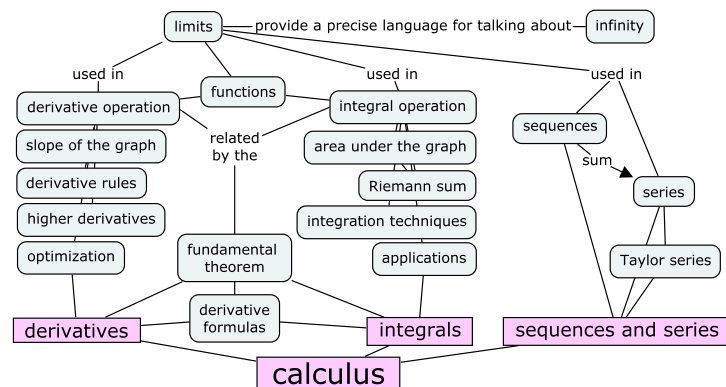 limits
provide a precise language for talking about
infinity
used in
used in
used in
functions
derivative operation
integral operation
sequences
slope of the graph
related
by the
area under the graph
sum
derivative rules
Riemann sum
series
higher derivatives
integration techniques
optimization
fundamental
theorem
applications
Taylor series
derivative
formulas
derivatives
integrals
sequences and series
calculus